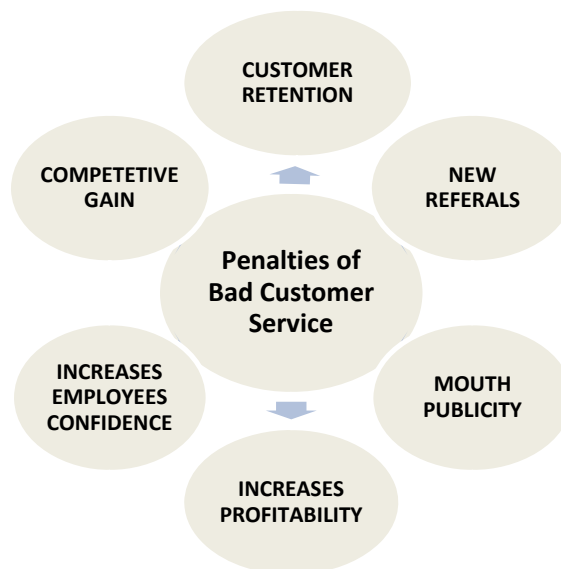 CUSTOMER
RETENTION
NEW
REFERALS
MOUTH
PUBLICITY
INCREASES
PROFITABILITY
INCREASES
EMPLOYEES
CONFIDENCE
COMPETETIVE
GAIN
Penalties of
Bad Customer
Service